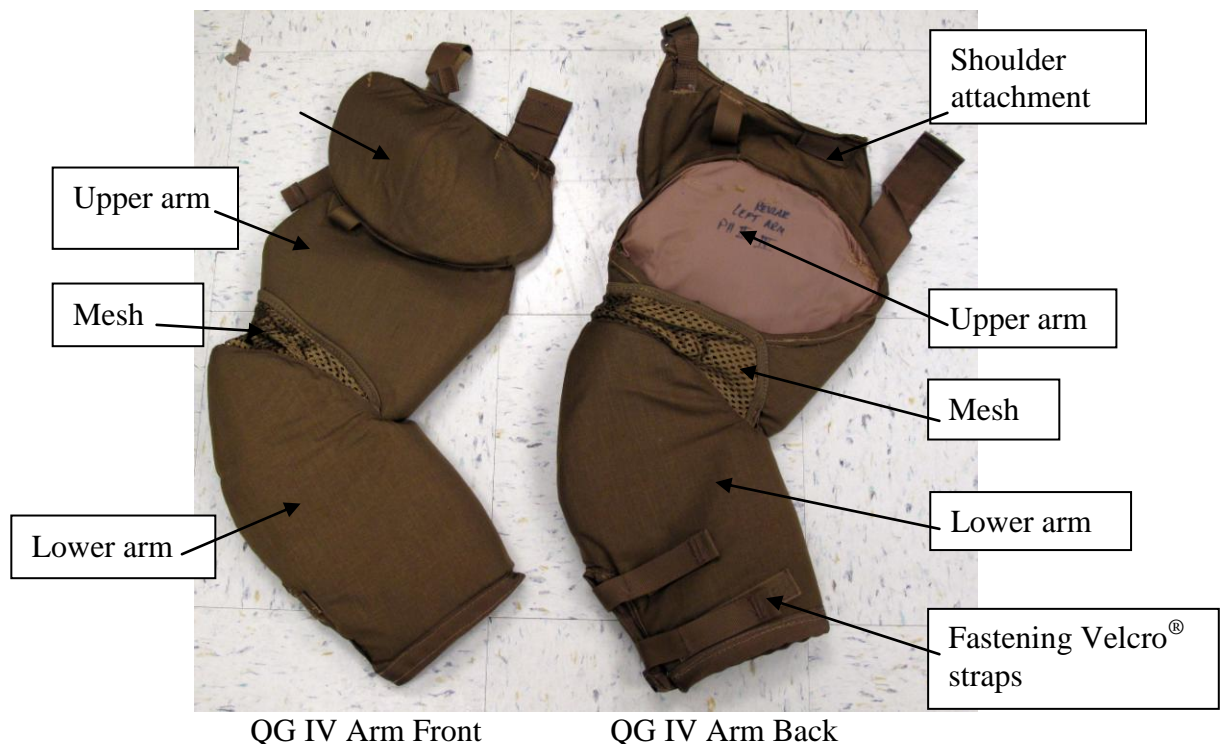 Shoulder
attachment
Upper arm
Mesh
Lower arm
KEVLAR
LEFT ARM
Upper arm
Mesh
Lower arm
Fastening Velcro®
straps
QG IV Arm Front
QG IV Arm Back